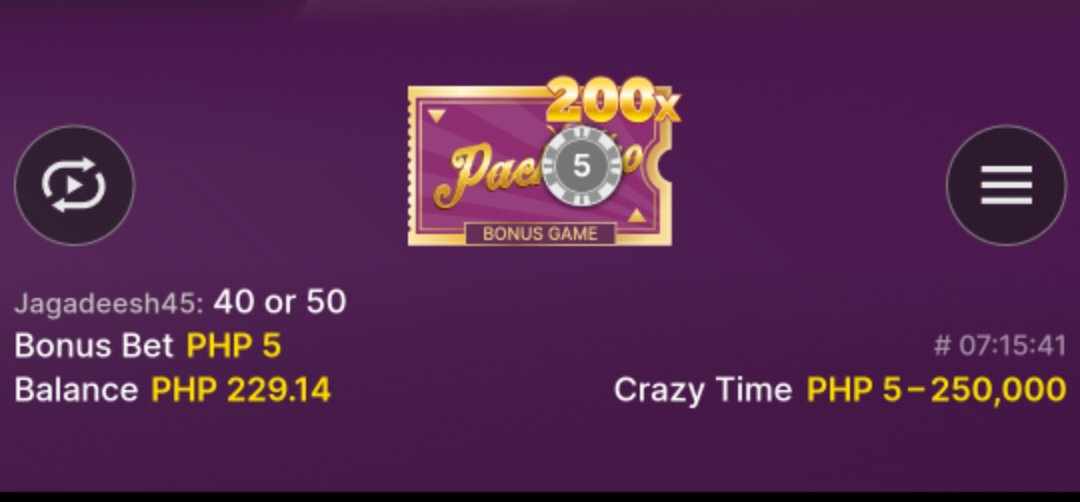 200x
5
BONUS GAME
Jagadeesh45: 40 or 50
Bonus Bet PHP 5
# 07:15:41
Balance PHP 229.14
Crazy Time PHP 5–250,000